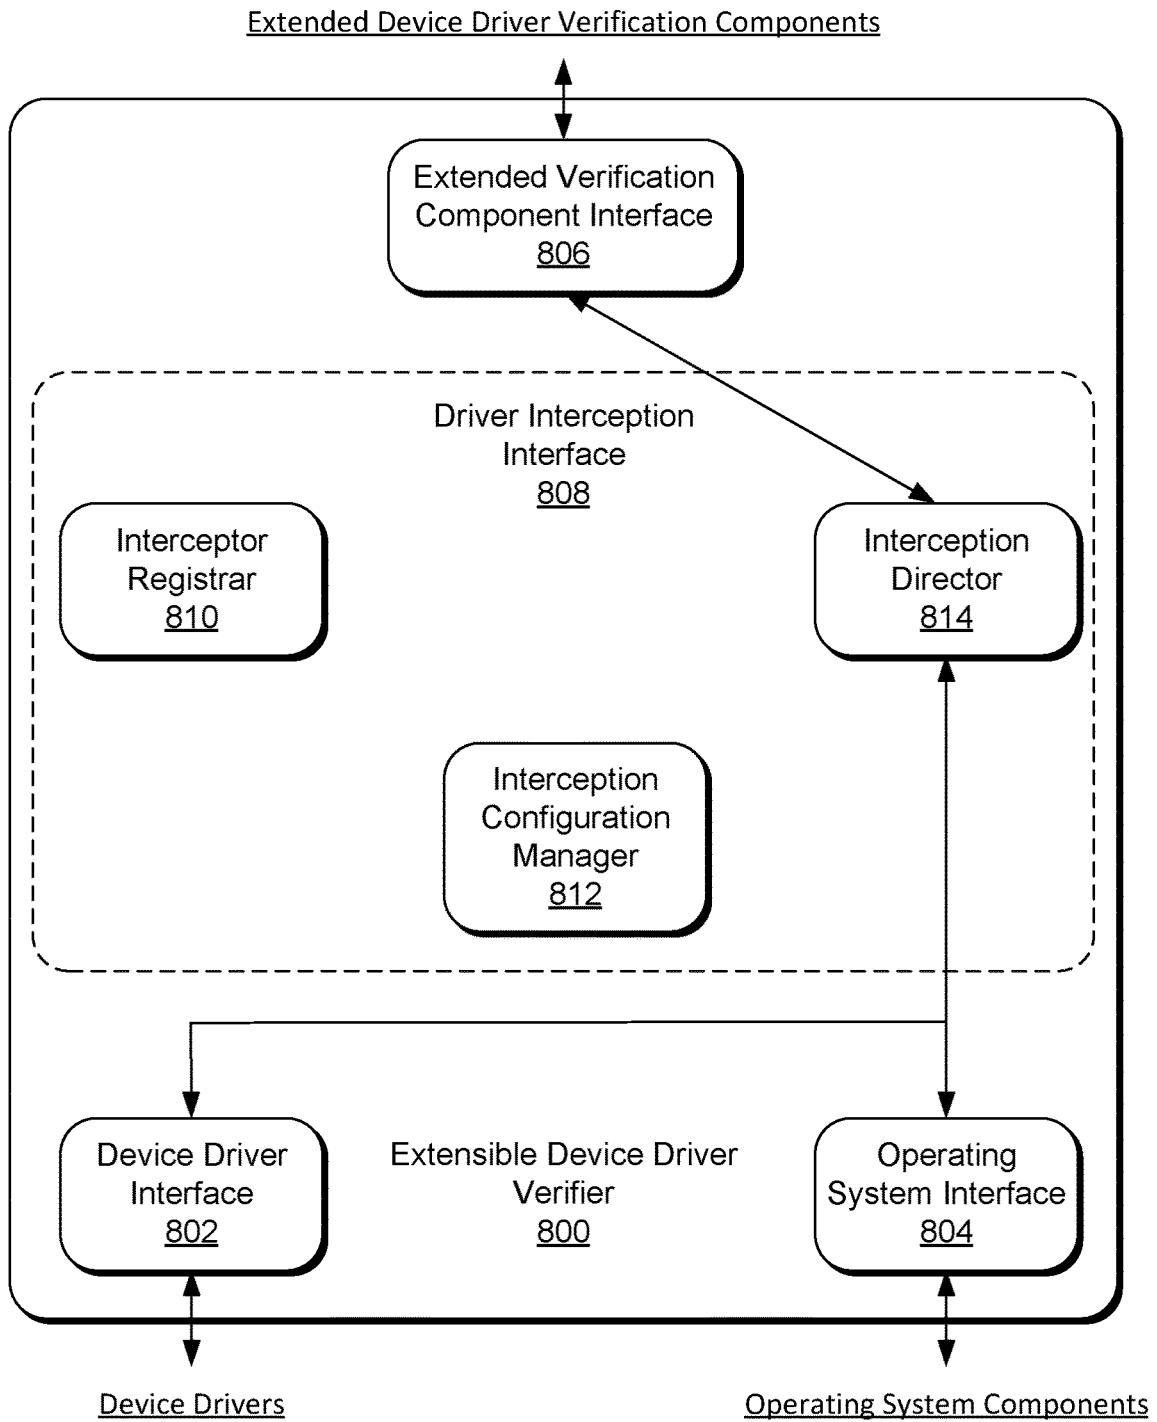 Extended Device Driver Verification Components
Extended Verification
Component Interface
806
Driver Interception
Interface
808
Interceptor
Registrar
810
Interception
Director
814
Interception
Configuration
Manager
812
Device Driver
Interface
802
Extensible Device Driver
Verifier
800
Operating
System Interface
804
Device Drivers
Operating System Components